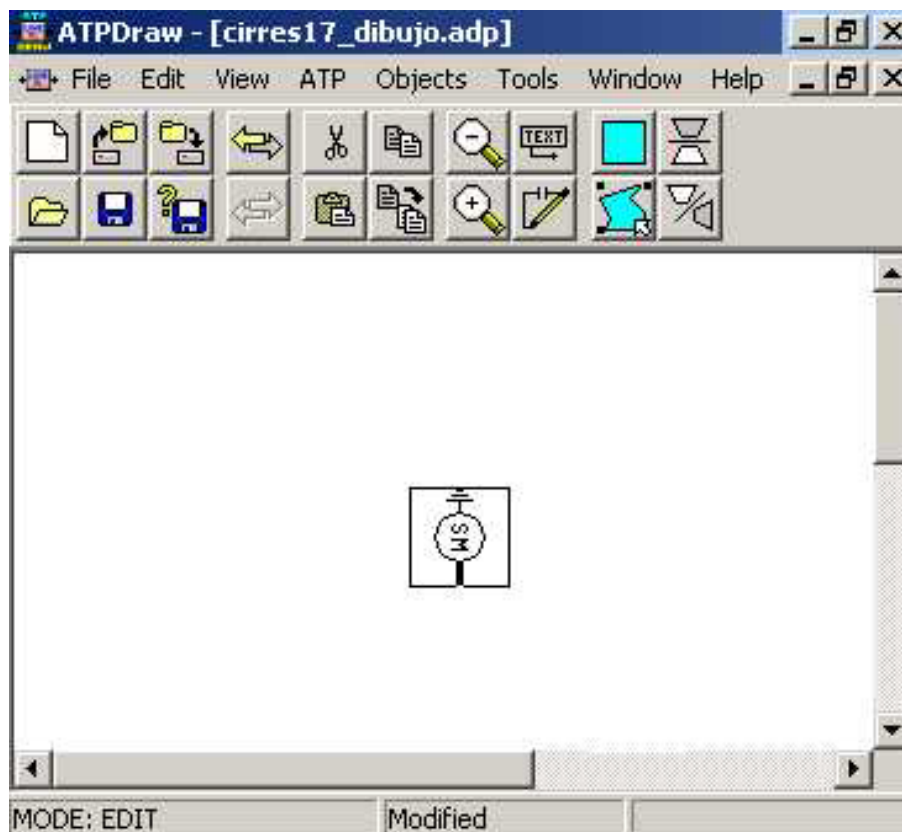 ATPDraw - [cirres17_dibujo.adp]
File Edit View ATP Objects Tools Window Help
TEXT
SM
MODE: EDIT Modified